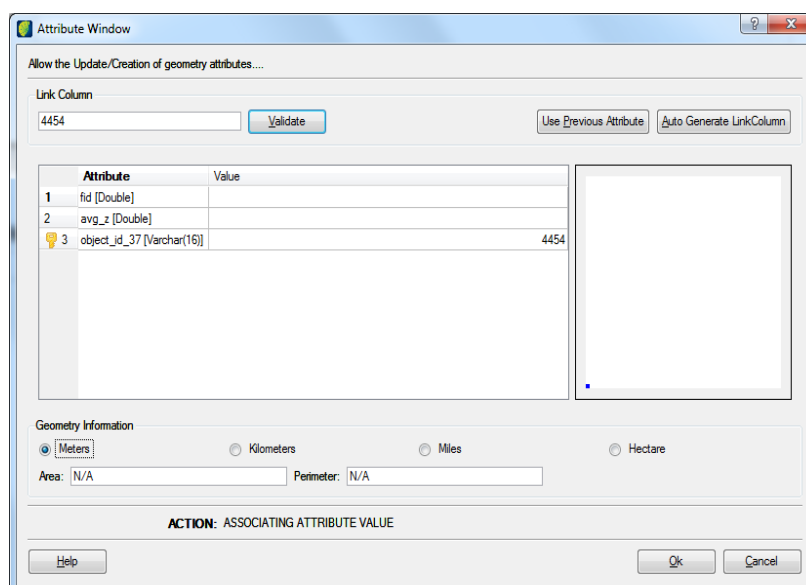 Attribute Window
?
X
Allow the Update/Creation of geometry attributes....
Link Column
4454 Validate Use Previous Attribute Auto Generate LinkColumn
Attribute Value
1 fid [Double]
2 avg_z [Double]
3 object_id_37 [Varchar(16)] 4454
Geometry Information
Meters Kilometers Miles Hectare
Area: N/A Perimeter: N/A
ACTION: ASSOCIATING ATTRIBUTE VALUE
Help Ok Cancel